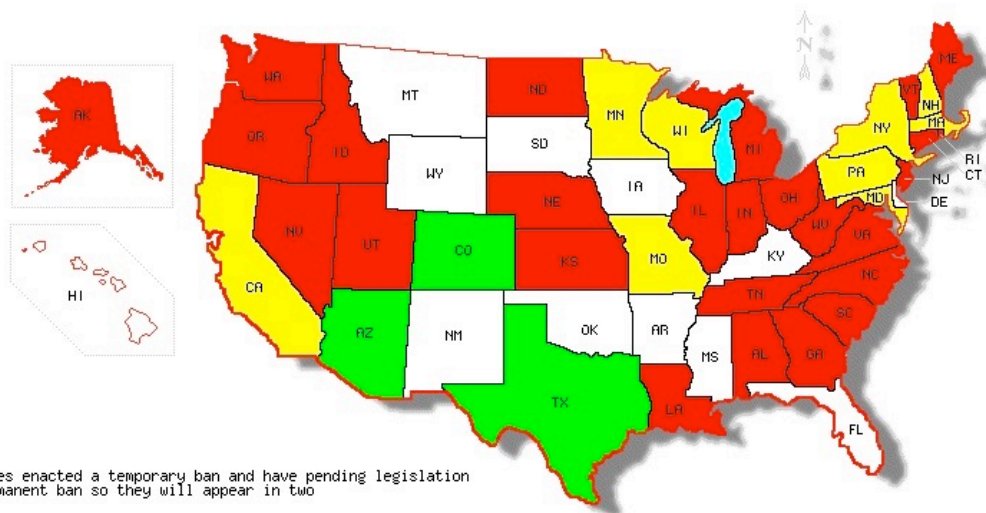 WA
MT
ND
MN
ME
VT
NH
OR
ID
SD
WI
MI
NY
MA
RI
CT
AK
WY
IA
PA
NJ
NV
UT
NE
IL
IN
OH
MD
DE
CO
KS
MO
WV
VA
KY
CA
HI
AZ
NM
OK
AR
TN
NC
SC
MS
AL
GA
TX
LA
FL
N
es enacted a temporary ban and have pending legislation
manent ban so they will appear in two